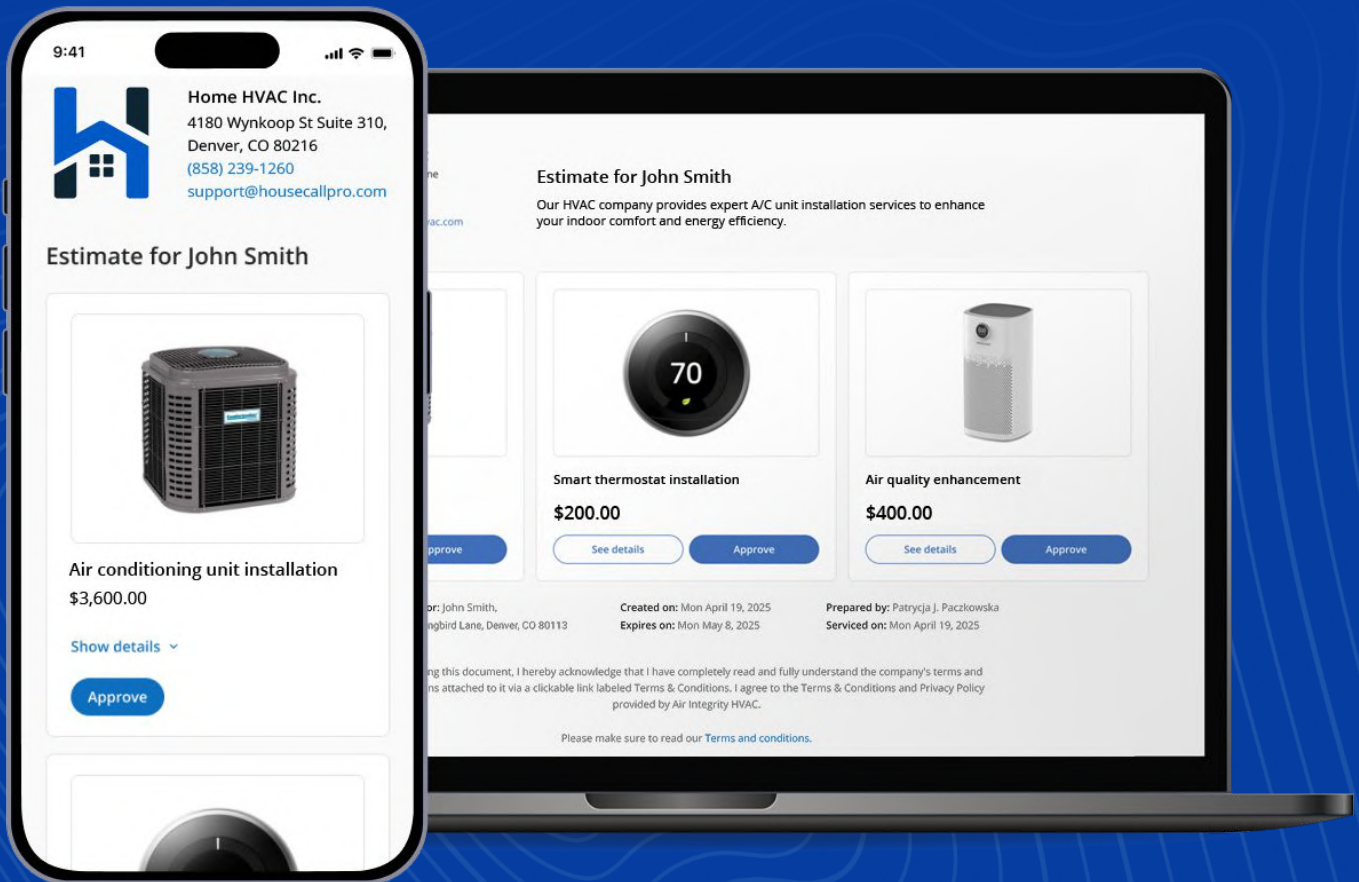 9:41
Home HVAC Inc.
4180 Wynkoop St Suite 310,
Denver, CO 80216
(858) 239-1260
support@housecallpro.com
Estimate for John Smith
Air conditioning unit installation
$3,600.00
Show details
Approve
Estimate for John Smith
Our HVAC company provides expert A/C unit installation services to enhance
your indoor comfort and energy efficiency.
70
Smart thermostat installation
$200.00
See details
Approve
Air quality enhancement
$400.00
See details
Approve
John Smith,
Lane, Denver, CO 80113
Created on: Mon April 19, 2025
Expires on: Mon May 8, 2025
Prepared by: Patrycja J. Paczkowska
Serviced on: Mon April 19, 2025
this document, I hereby acknowledge that I have completely read and fully understand the company's terms and
attached to it via a clickable link labeled Terms & Conditions. I agree to the Terms & Conditions and Privacy Policy
provided by Air Integrity HVAC.
Please make sure to read our Terms and conditions.